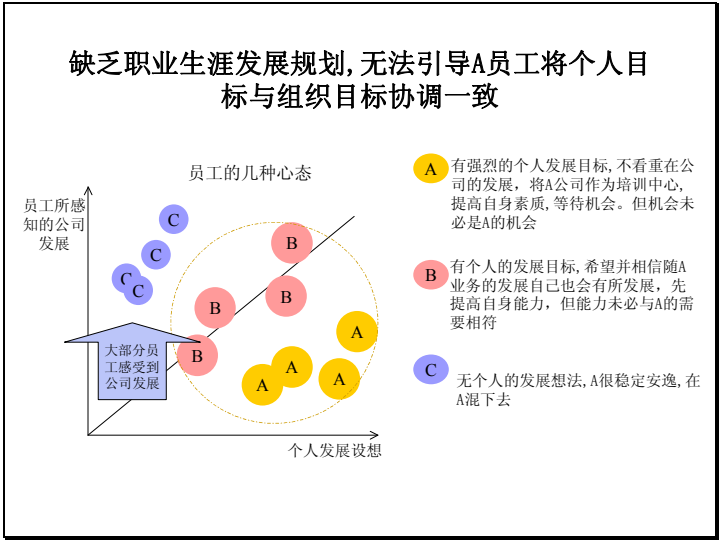 缺乏职业生涯发展规划,无法引导A员工将个人目
标与组织目标协调一致
员工的几种心态
员工所感
知的公司
发展
C
C
C
C
B
B
B
B
A
A
A
A
大部分员
工感受到
公司发展
个人发展设想
A
有强烈的个人发展目标,不看重在公
司的发展，将A公司作为培训中心,
提高自身素质,等待机会。但机会未
必是A的机会
B
有个人的发展目标,希望并相信随A
业务的发展自己也会有所发展，先
提高自身能力，但能力未必与A的需
要相符
C
无个人的发展想法,A很稳定安逸,在
A混下去